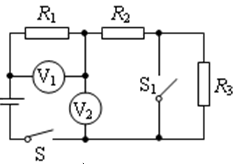 R₁ R₂
V₁ S₁
V₂ R₃
S